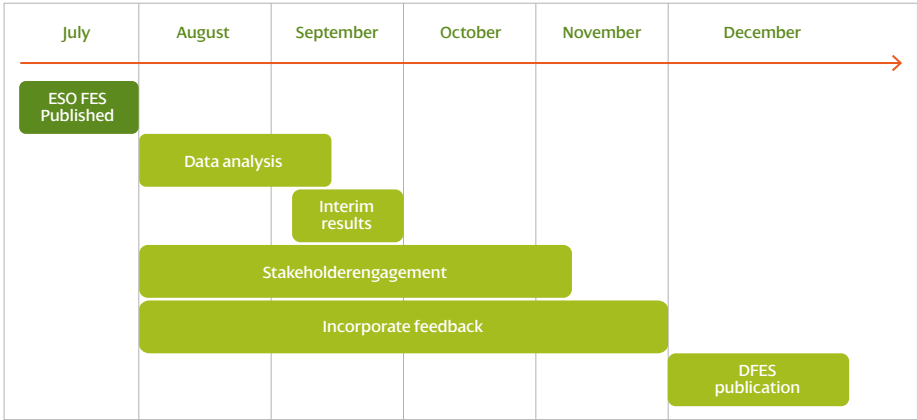 July
August
September
October
November
December
ESO FES
Published
Data analysis
Interim
results
Stakeholderengagement
Incorporate feedback
DFES
publication